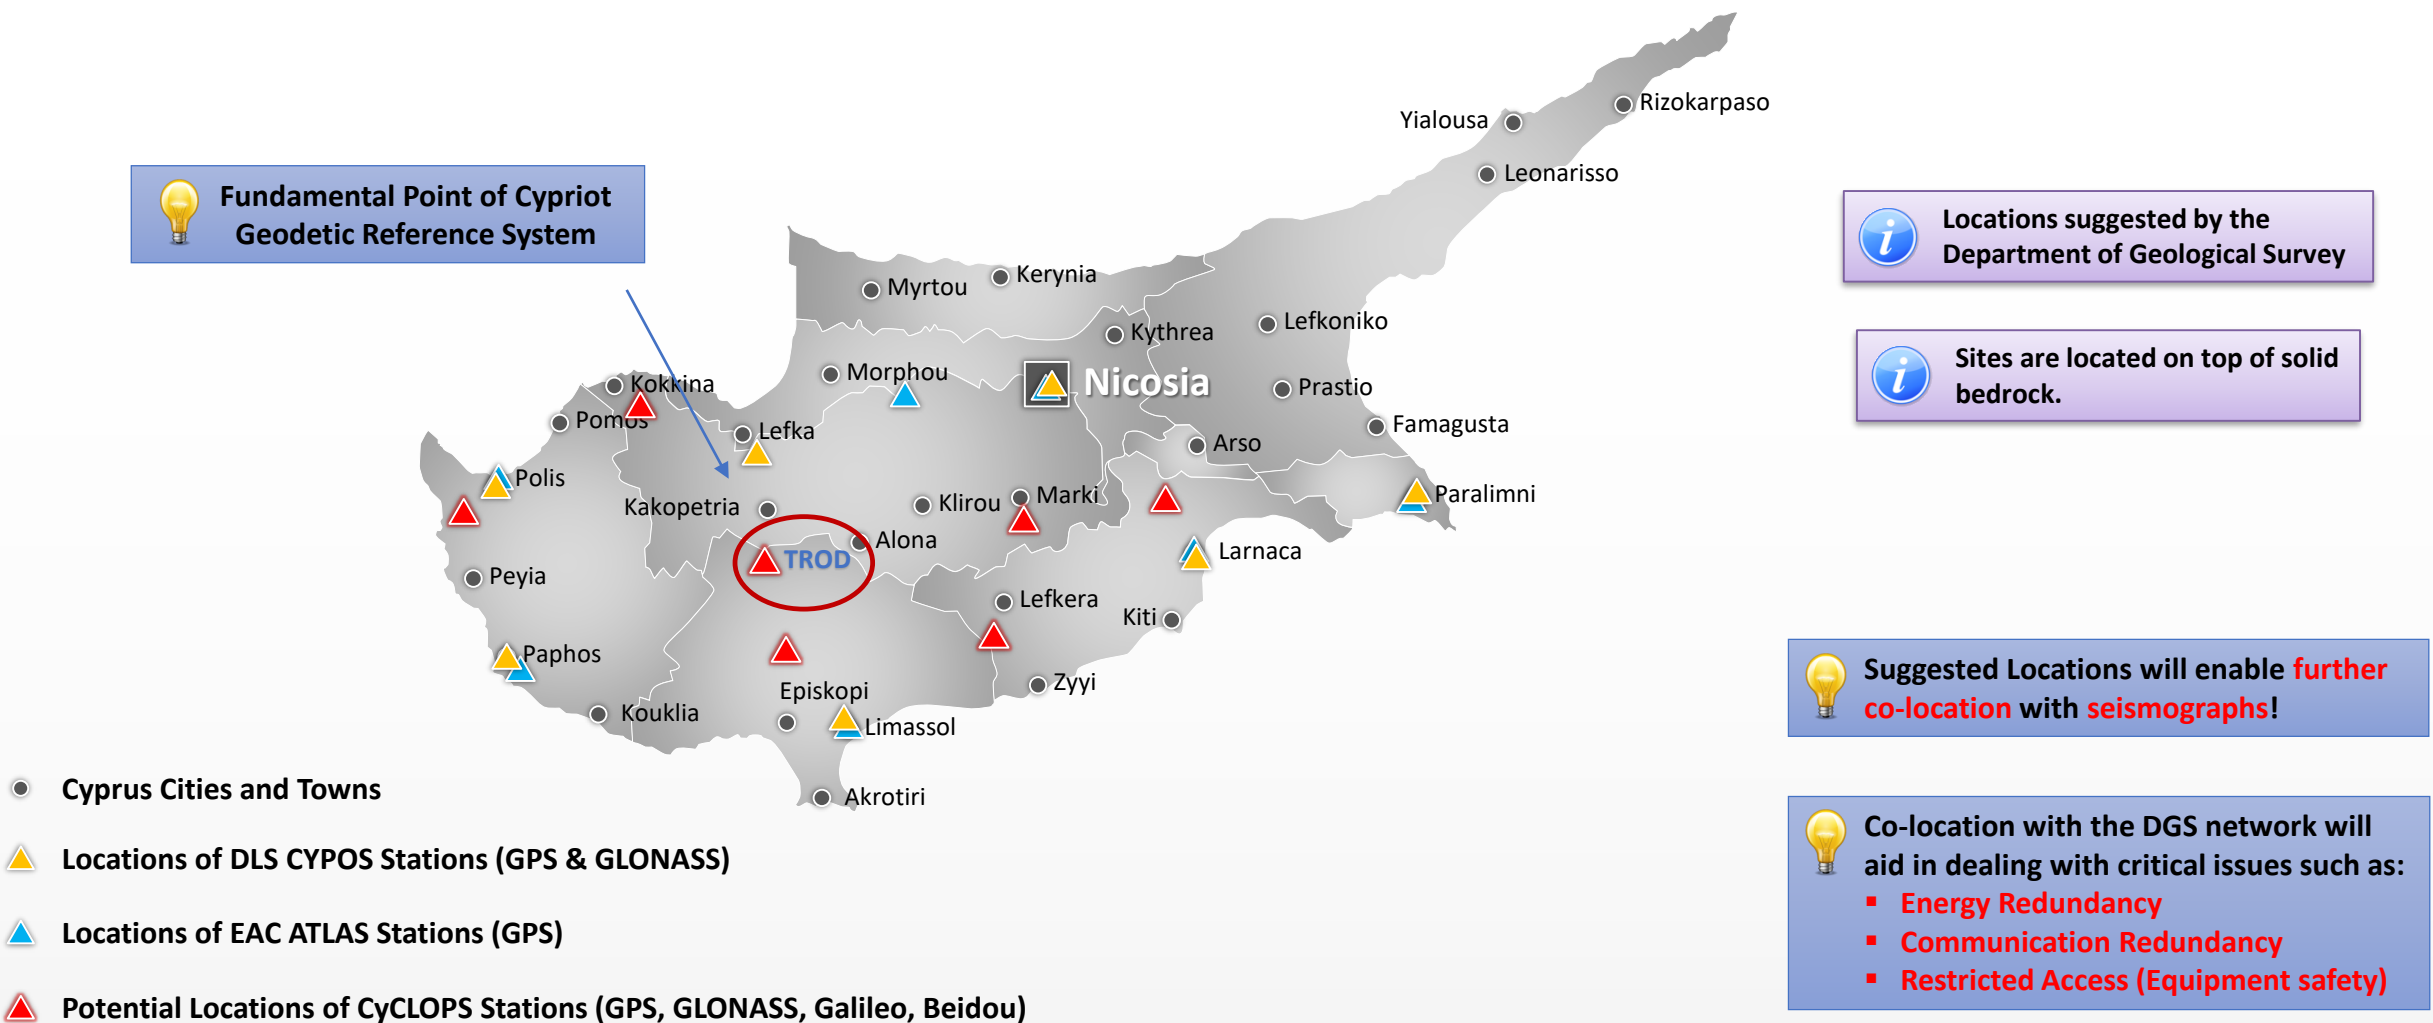 Fundamental Point of Cypriot
Geodetic Reference System
Rizokarpaso
Yialousa
Leonarisso
Locations suggested by the
Department of Geological Survey
Kerynia
Myrtou
Kythrea
Lefkoniko
Sites are located on top of solid
bedrock.
Morphou
Nicosia
Prastio
Kokkina
Pomos
Lefka
Famagusta
Arso
Polis
Kakopetria
Klirou
Marki
Paralimni
Alona
TROD
Larnaca
Peyia
Lefkera
Kiti
Paphos
Zyyi
Episkopi
Kouklia
Limassol
Akrotiri
Suggested Locations will enable further
co-location with seismographs!
Co-location with the DGS network will
aid in dealing with critical issues such as:
▪ Energy Redundancy
▪ Communication Redundancy
▪ Restricted Access (Equipment safety)
Cyprus Cities and Towns
Locations of DLS CYPOS Stations (GPS & GLONASS)
Locations of EAC ATLAS Stations (GPS)
Potential Locations of CyCLOPS Stations (GPS, GLONASS, Galileo, Beidou)